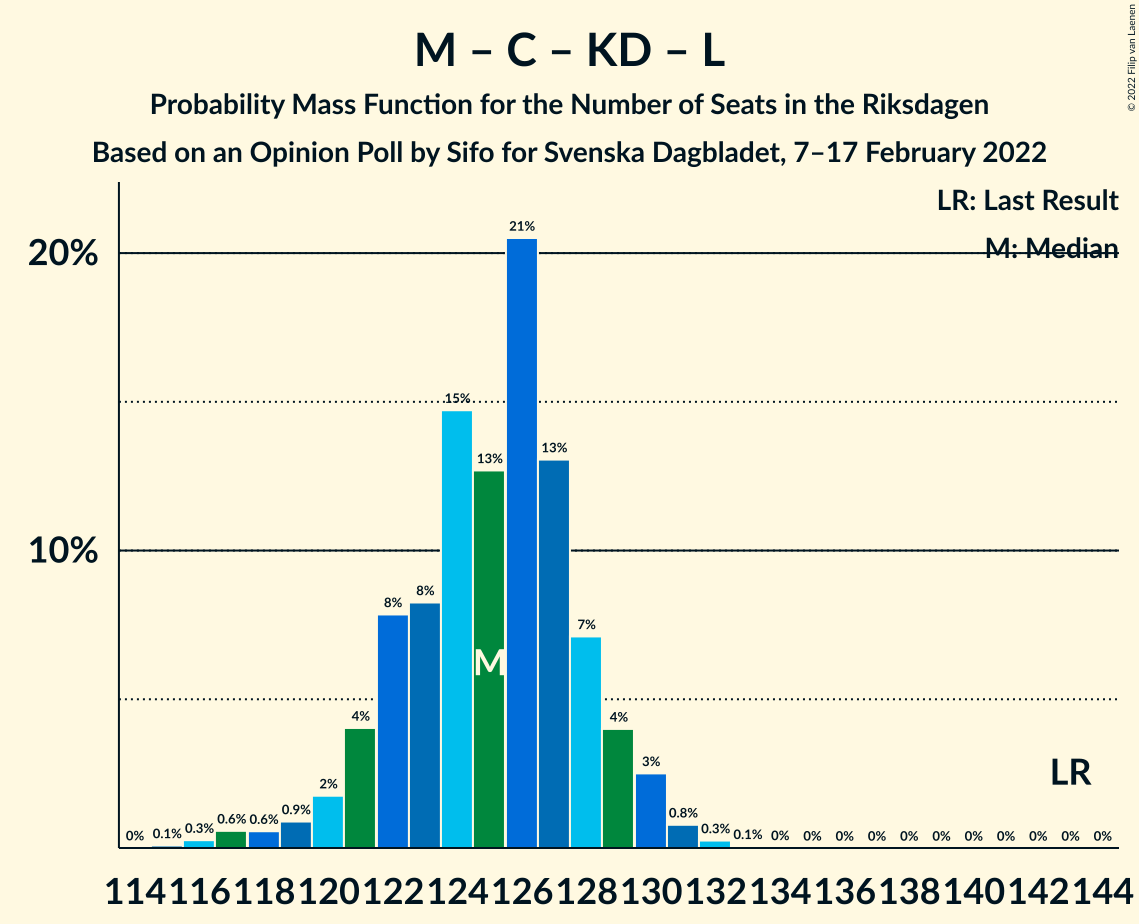 M – C – KD – L
Probability Mass Function for the Number of Seats in the Riksdagen
Based on an Opinion Poll by Sifo for Svenska Dagbladet, 7–17 February 2022
© 2022 Filip van Laenen
LR: Last Result
M: Median
20%
10%
0% 0.1% 0.3% 0.6% 0.6% 0.9% 2% 4% 8% 8% 15% 13% 21% 13% 7% 4% 3% 0.8% 0.3% 0.1% 0% 0% 0% 0% 0% 0% 0% 0% 0% 0% 0%
M
LR
114 116 118 120 122 124 126 128 130 132 134 136 138 140 142 144